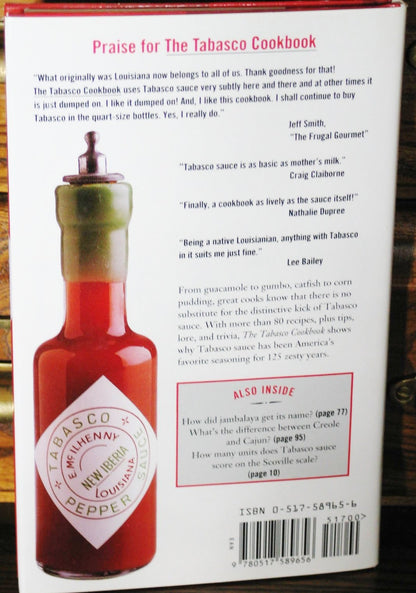 Praise for The Tabasco Cookbook
"What originally was Louisiana now belongs to all of us. Thank goodness for that!
The Tabasco Cookbook uses Tabasco sauce very subtly here and there and at other times it
is just dumped on. I like it dumped on! And, I like this cookbook. I shall continue to buy
Tabasco in the quart-size bottles. Yes, I really do."
Jeff Smith,
"The Frugal Gourmet"
"Tabasco sauce is as basic as mother's milk."
Craig Claiborne
"Finally, a cookbook as lively as the sauce itself!"
Nathalie Dupree
"Being a native Louisianian, anything with Tabasco
in it suits me just fine."
Lee Bailey
From guacamole to gumbo, catfish to corn
pudding, great cooks know that there is no
substitute for the distinctive kick of Tabasco
sauce. With more than 80 recipes, plus tips,
lore, and trivia, The Tabasco Cookbook shows
why Tabasco sauce has been America's
favorite seasoning for 125 zesty years.
ALSO INSIDE
How did jambalaya get its name? (page 77)
What's the difference between Creole
and Cajun? (page 95)
How many units does Tabasco sauce
score on the Scoville scale?
(page 10)
TABASCO
E. McILHENNY
NEW IBERIA
LOUISIANA
PEPPER SAUCE
ISBN 0-517-58965-6
51700>
EAN
9 780517 589656